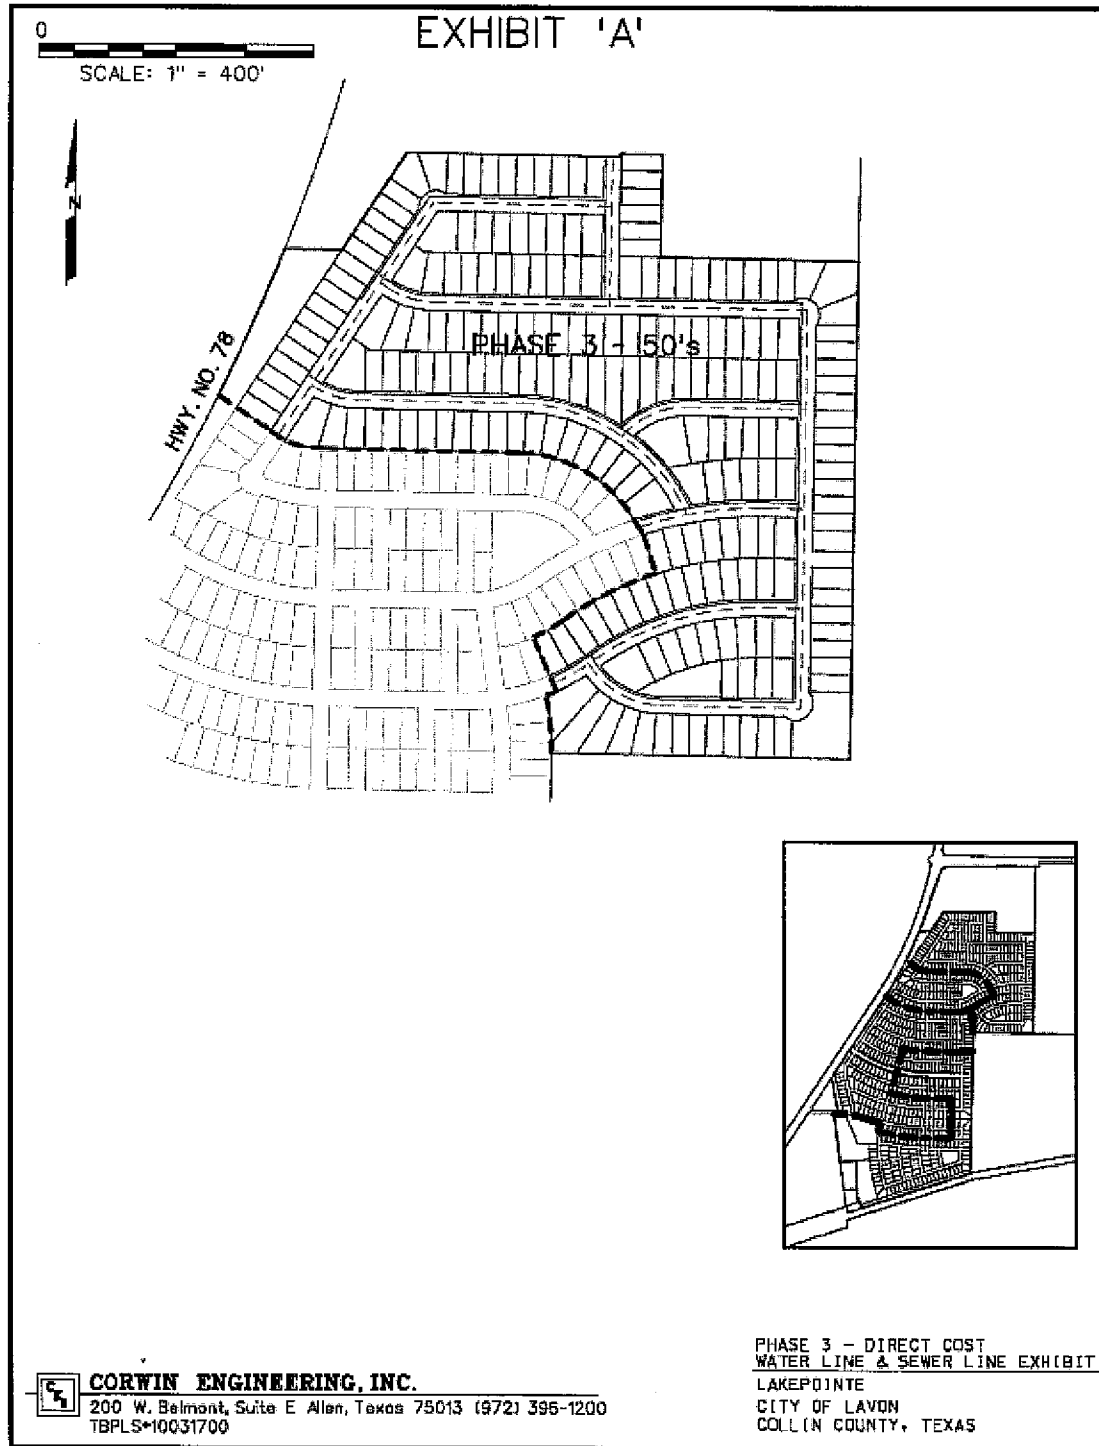 EXHIBIT 'A'
0
SCALE: 1" = 400'
N
HWY. NO. 78
PHASE 3 - 50's
PHASE 3 - DIRECT COST
WATER LINE & SEWER LINE EXHIBIT
LAKEPOINTE
CITY OF LAVON
COLLIN COUNTY, TEXAS
CEI
CORWIN ENGINEERING, INC.
200 W. Belmont, Suite E Allen, Texas 75013 (972) 396-1200
TBPLS#10031700